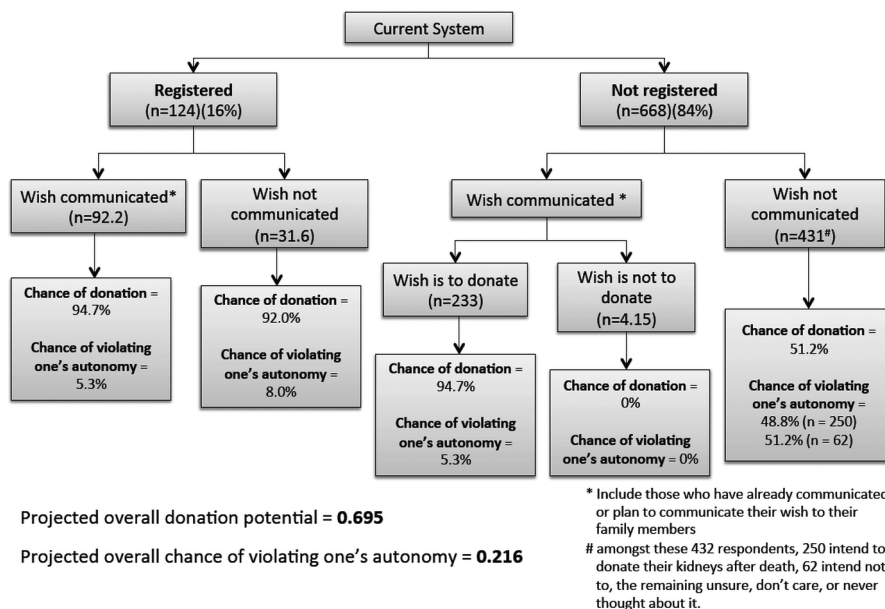 Current System
Registered
(n=124)(16%)
Not registered
(n=668)(84%)
Wish communicated*
(n=92.2)
Wish not
communicated
(n=31.6)
Wish communicated *
Wish not
communicated
(n=431#)
Wish is to donate
(n=233)
Wish is not to
donate
(n=4.15)
Chance of donation =
94.7%
Chance of violating
one's autonomy =
5.3%
Chance of donation =
92.0%
Chance of violating
one's autonomy =
8.0%
Chance of donation =
94.7%
Chance of violating
one's autonomy =
5.3%
Chance of donation =
0%
Chance of violating
one's autonomy = 0%
Chance of donation =
51.2%
Chance of violating
one's autonomy =
48.8% (n = 250)
51.2% (n = 62)
Projected overall donation potential = 0.695
Projected overall chance of violating one's autonomy = 0.216
* Include those who have already communicated
or plan to communicate their wish to their
family members
# amongst these 432 respondents, 250 intend to
donate their kidneys after death, 62 intend not
to, the remaining unsure, don't care, or never
thought about it.